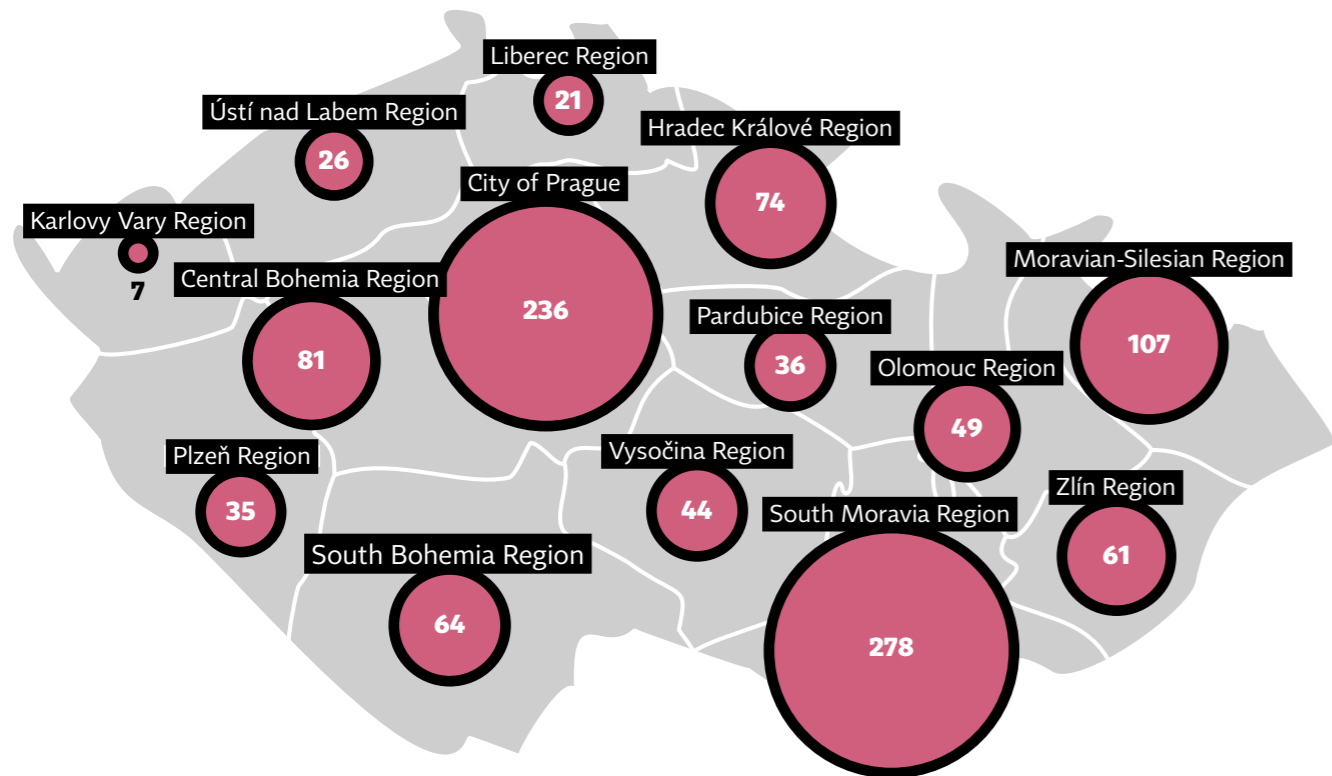 Liberec Region
21
Ústí nad Labem Region
26
Hradec Králové Region
74
City of Prague
236
Karlovy Vary Region
7
Central Bohemia Region
81
Moravian-Silesian Region
107
Pardubice Region
36
Olomouc Region
49
Plzeň Region
35
Vysočina Region
44
Zlín Region
61
South Moravia Region
278
South Bohemia Region
64